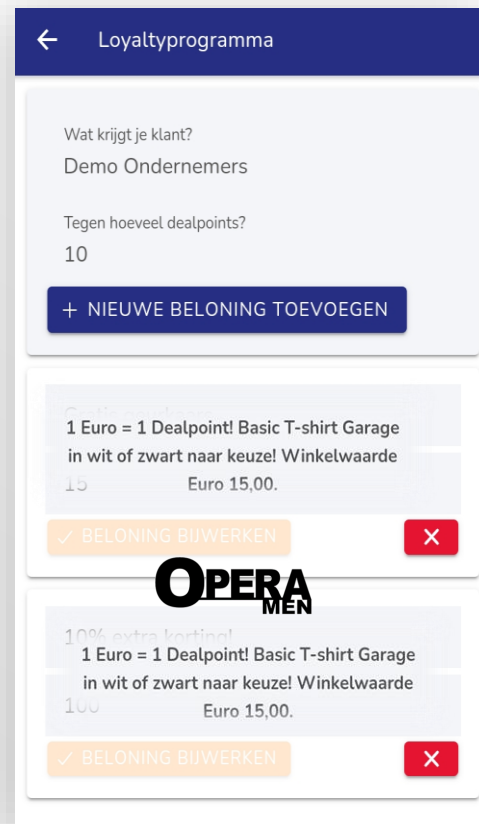 Loyaltyprogramma
Wat krijgt je klant?
Demo Ondernemers
Tegen hoeveel dealpoints?
10
+ NIEUWE BELONING TOEVOEGEN
1 Euro = 1 Dealpoint! Basic T-shirt Garage
in wit of zwart naar keuze! Winkelwaarde
15 Euro 15,00.
✓ BELONING BIJWERKEN
OPERA
MEN
10% extra korting!
1 Euro = 1 Dealpoint! Basic T-shirt Garage
in wit of zwart naar keuze! Winkelwaarde
100 Euro 15,00.
✓ BELONING BIJWERKEN